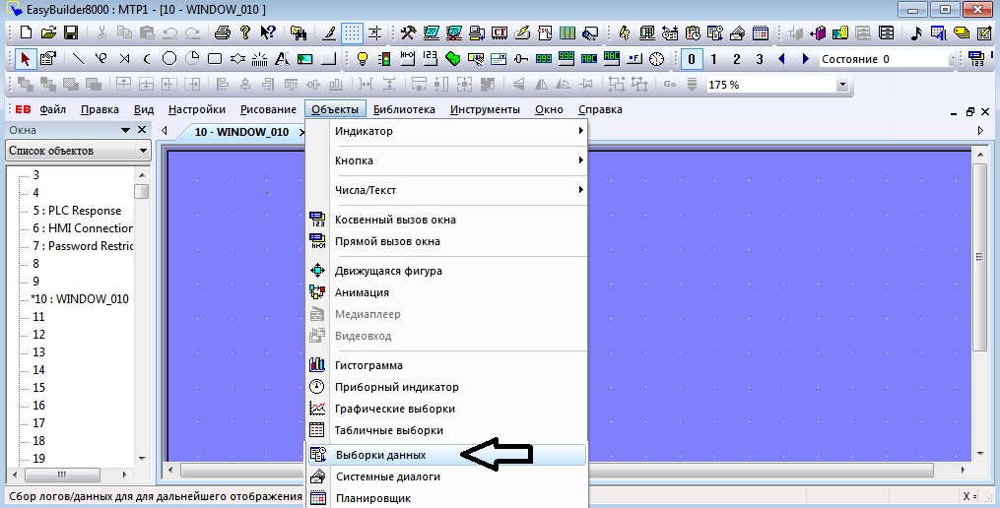 EasyBuilder8000 : MTP1 - [10 - WINDOW_010 ]
0 1 2 3 Состояние 0
Go 175 %
EB Файл Правка Вид Настройки Рисование Объекты Библиотека Инструменты Окно Справка
Окна
10 - WINDOW_010
Список объектов
3
4
5 : PLC Response
6 : HMI Connection
7 : Password Restric
8
9
*10 : WINDOW_010
11
12
13
14
15
16
17
18
19
Индикатор
Кнопка
Числа/Текст
Косвенный вызов окна
Прямой вызов окна
Движущаяся фигура
Анимация
Медиаплеер
Видеовход
Гистограмма
Приборный индикатор
Графические выборки
Табличные выборки
Выборки данных
Системные диалоги
Планировщик
Сбор логов/данных для для дальнейшего отображения
X =